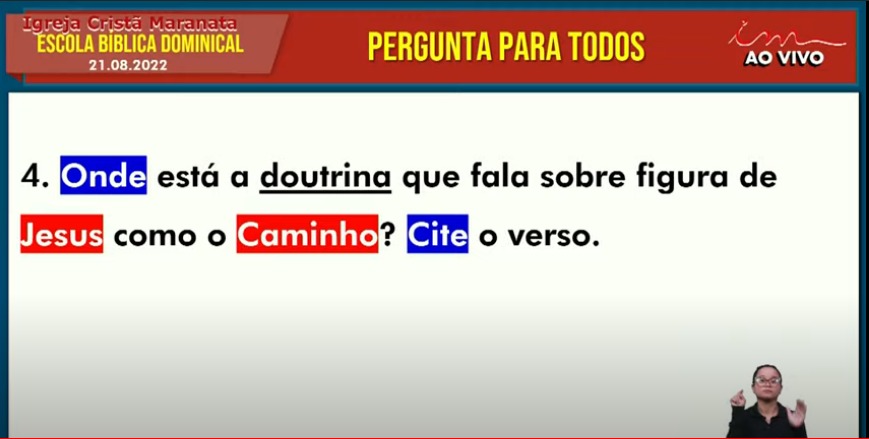 Igreja Cristã Maranata
ESCOLA BÍBLICA DOMINICAL
21.08.2022
PERGUNTA PARA TODOS
AO VIVO
4. Onde está a doutrina que fala sobre figura de
Jesus como o Caminho? Cite o verso.